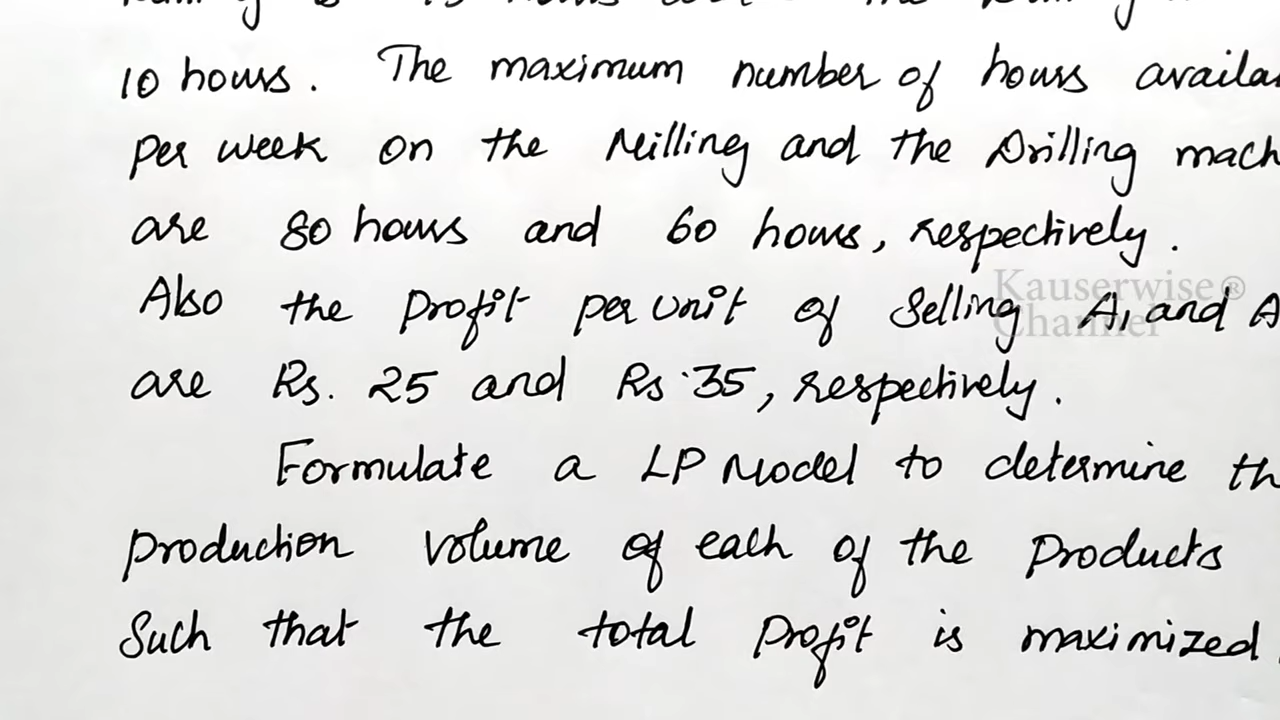 10 hours. The maximum number of hours
per week on the Milling and the Drilling
are 80 hours and 60 hours, respectively.
Kauserwise®
Channel
Also the Profit per unit of Selling A₁ and
are Rs. 25 and Rs. 35, respectively.
Formulate a LP Model to determine
production volume of each of the Products
Such that the total Profit is maximized.